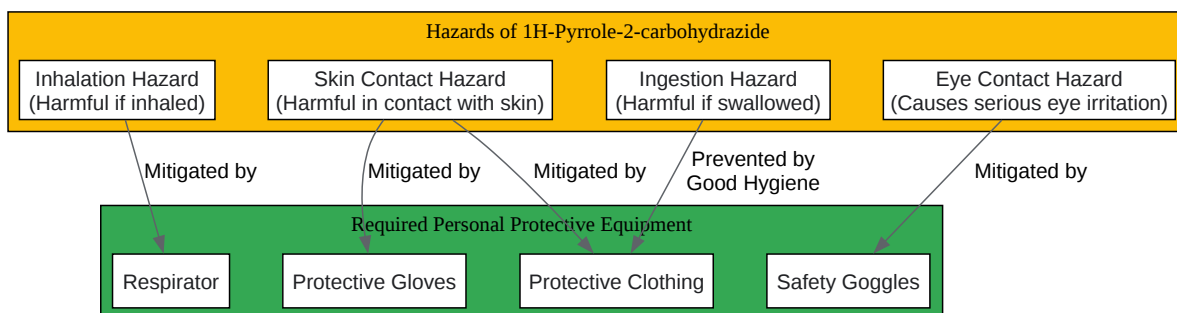 Hazards of 1H-Pyrrole-2-carbohydrazide
Inhalation Hazard
(Harmful if inhaled)
Skin Contact Hazard
(Harmful in contact with skin)
Ingestion Hazard
(Harmful if swallowed)
Eye Contact Hazard
(Causes serious eye irritation)
Mitigated by
Mitigated by
Mitigated by
Prevented by
Good Hygiene
Mitigated by
Required Personal Protective Equipment
Respirator
Protective Gloves
Protective Clothing
Safety Goggles